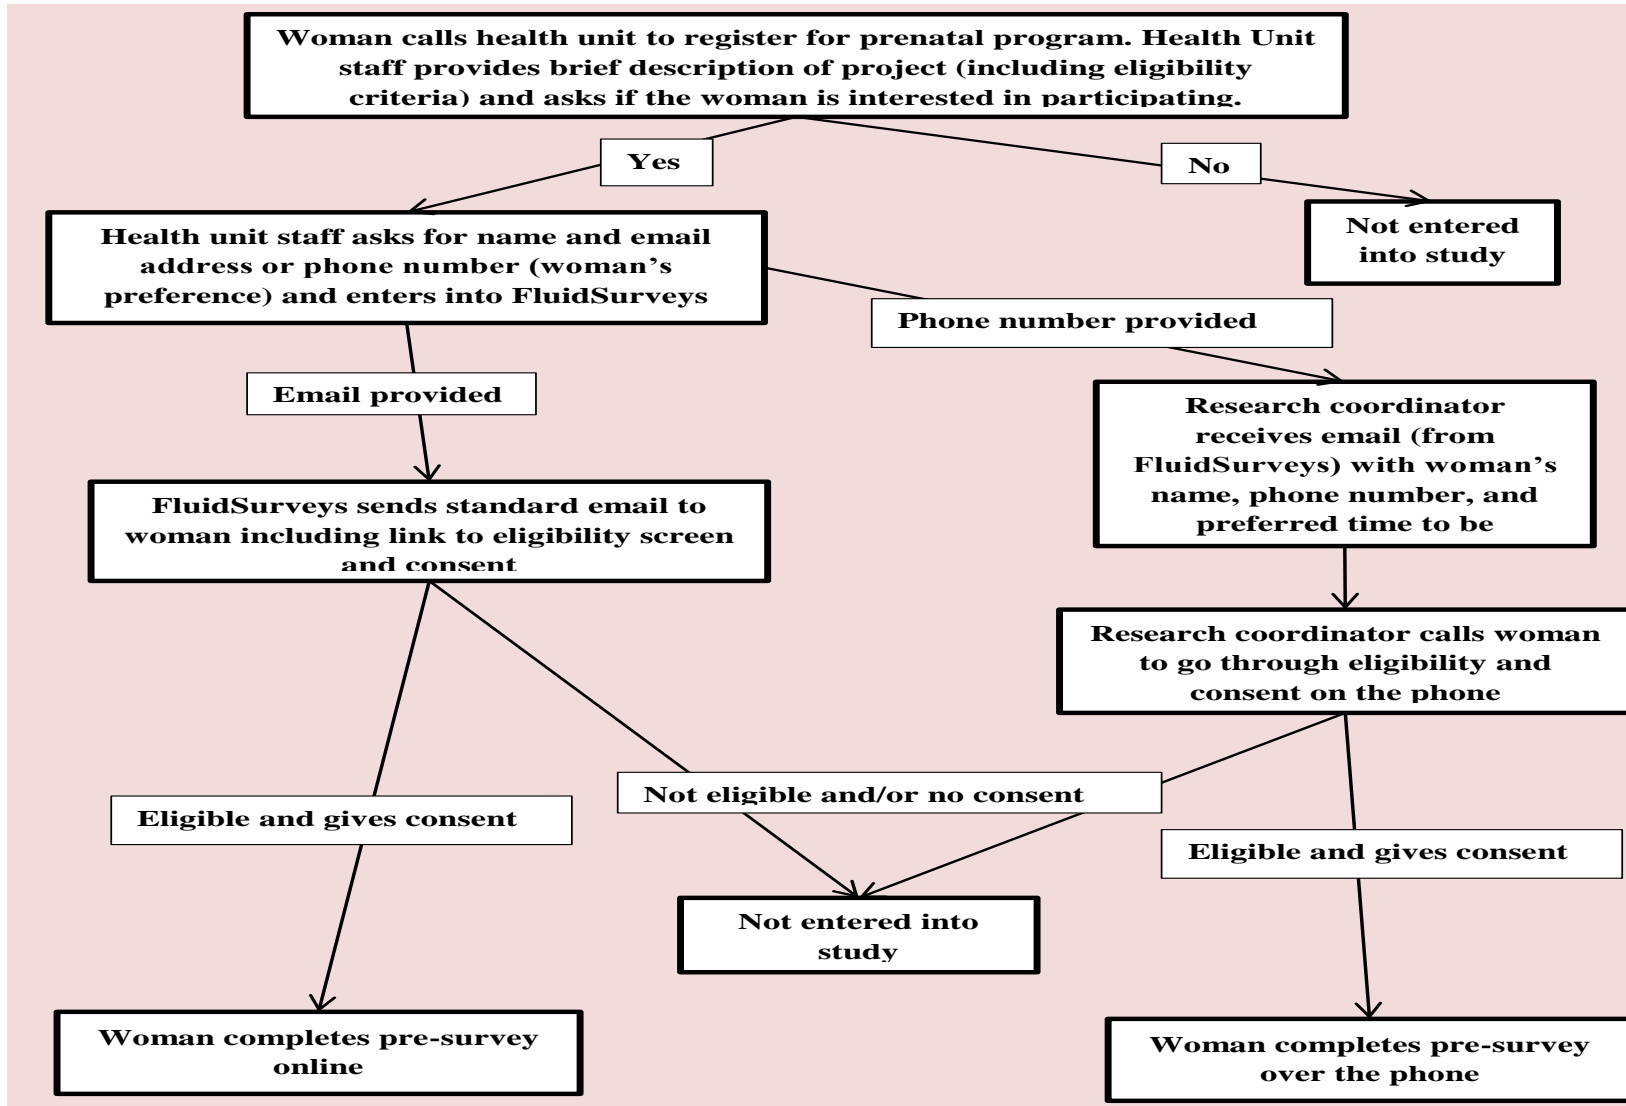 Woman calls health unit to register for prenatal program. Health Unit
staff provides brief description of project (including eligibility
criteria) and asks if the woman is interested in participating.
Yes
No
Health unit staff asks for name and email
address or phone number (woman's
preference) and enters into FluidSurveys
Not entered
into study
Phone number provided
Email provided
Research coordinator
receives email (from
FluidSurveys) with woman's
name, phone number, and
preferred time to be
FluidSurveys sends standard email to
woman including link to eligibility screen
and consent
Research coordinator calls woman
to go through eligibility and
consent on the phone
Not eligible and/or no consent
Eligible and gives consent
Eligible and gives consent
Not entered into
study
Woman completes pre-survey
online
Woman completes pre-survey
over the phone